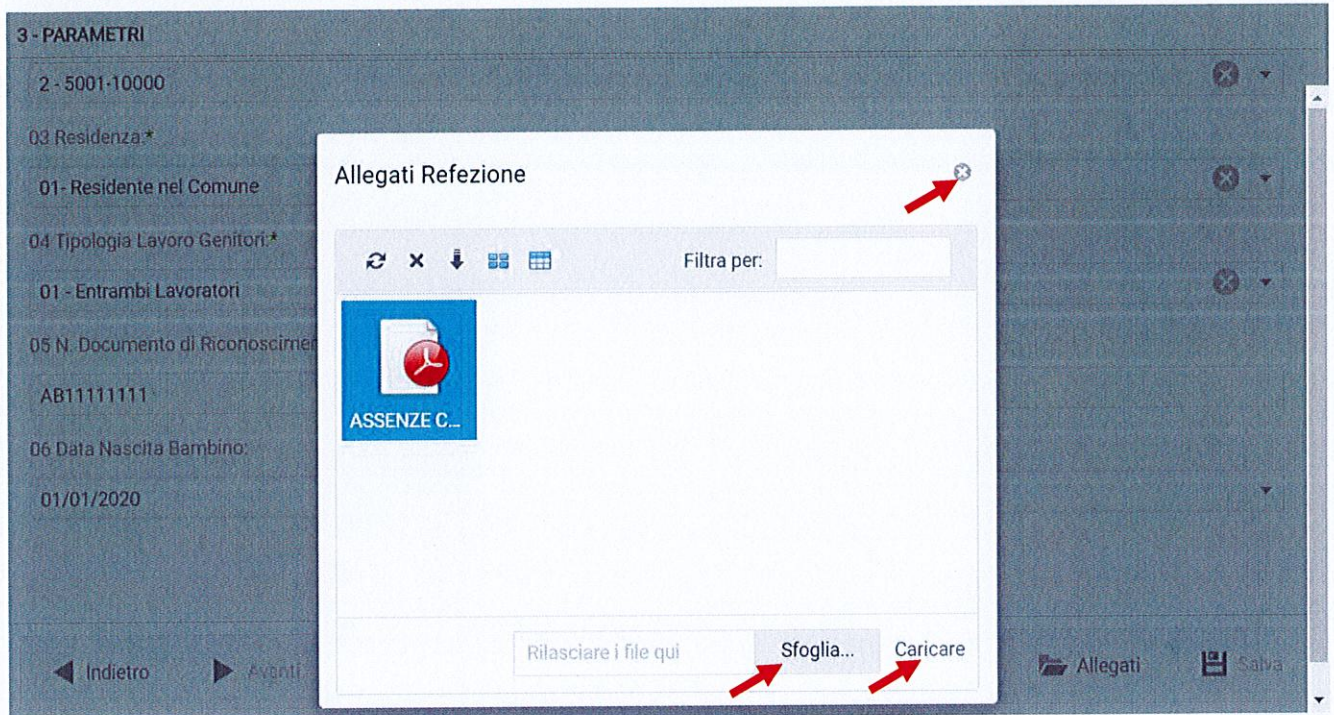 3 - PARAMETRI
2 - 5001-10000
03 Residenza:*
01- Residente nel Comune
04 Tipologia Lavoro Genitori:*
01 - Entrambi Lavoratori
05 N. Documento di Riconoscimen
AB11111111
06 Data Nascita Bambino:
01/01/2020
Allegati Refezione
Filtra per:
ASSENZE C...
Rilasciare i file qui
Sfoglia...
Caricare
Indietro
Avanti
Allegati
Salva